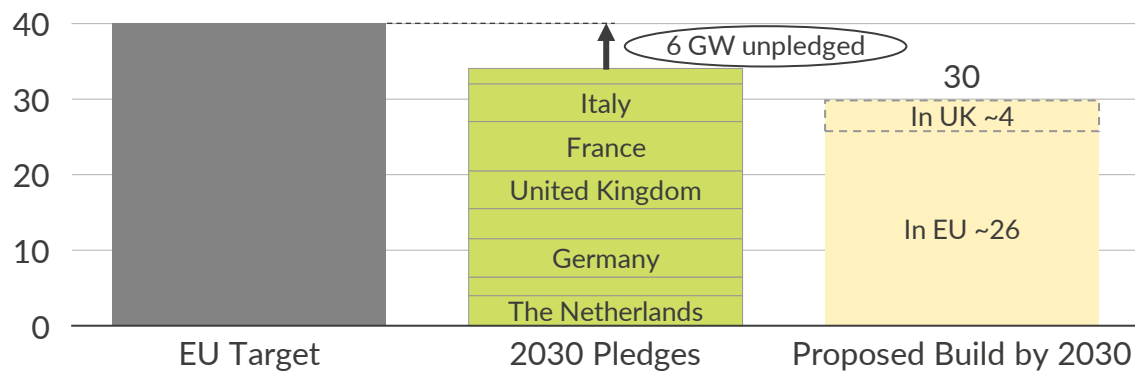 40
30
20
10
0
6 GW unpledged
Italy
France
United Kingdom
Germany
The Netherlands
30
In UK ~4
In EU ~26
EU Target
2030 Pledges
Proposed Build by 2030